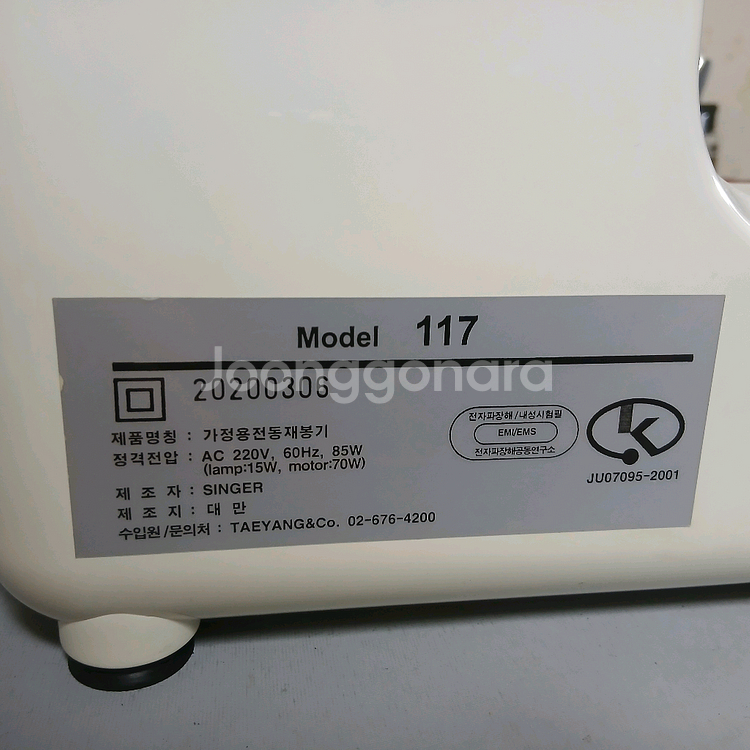 Model 117
Joonggonara
20200306
제품명칭 : 가정용전동재봉기
정격전압 : AC 220V, 60Hz, 85W
(lamp:15W, motor:70W)
제 조 자 : SINGER
제 조 지 : 대 만
수입원/문의처 : TAEYANG&Co. 02-676-4200
전자파장해/내성시험필
EMI/EMS
전자파장해공동연구소
k
JU07095-2001